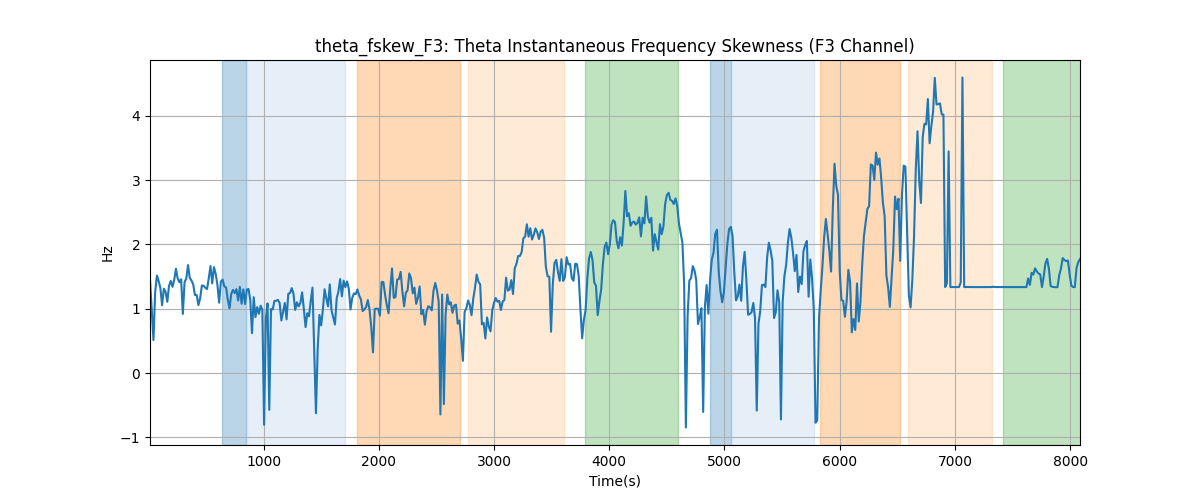 theta_fskew_F3: Theta Instantaneous Frequency Skewness (F3 Channel)
4
3
2
1
0
−1
Hz
1000 2000 3000 4000 5000 6000 7000 8000
Time(s)